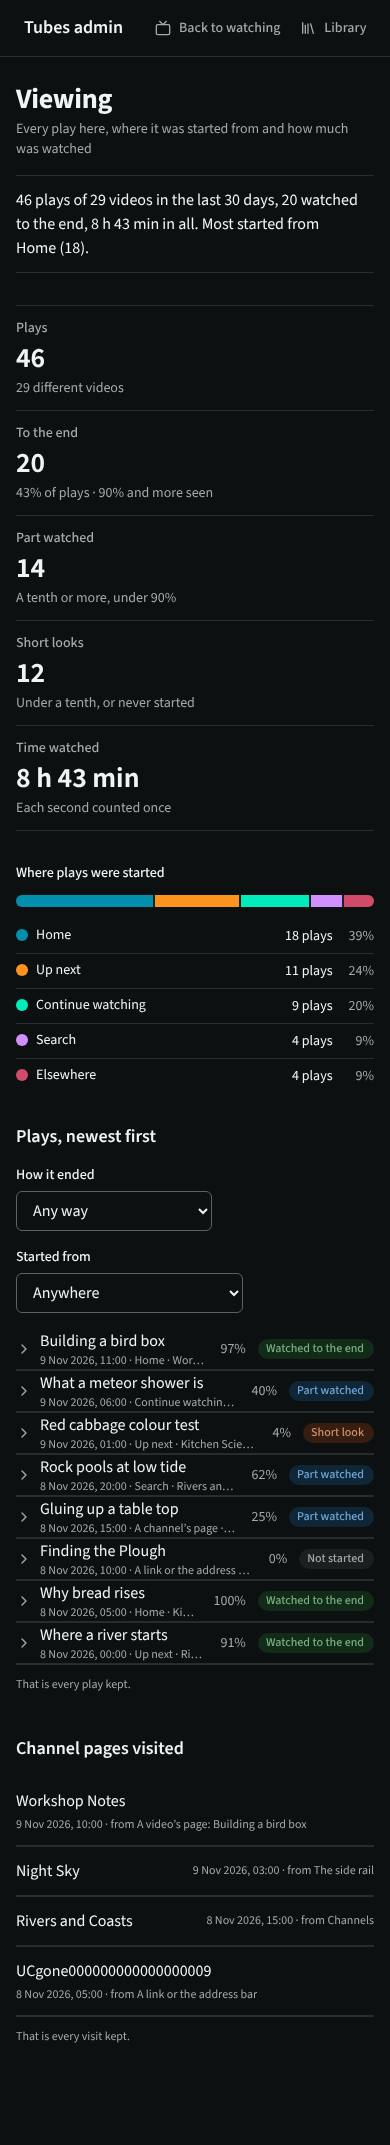 Tubes admin
Back to watching
Library
Viewing
Every play here, where it was started from and how much
was watched
46 plays of 29 videos in the last 30 days, 20 watched
to the end, 8 h 43 min in all. Most started from
Home (18).
Plays
46
29 different videos
To the end
20
43% of plays · 90% and more seen
Part watched
14
A tenth or more, under 90%
Short looks
12
Under a tenth, or never started
Time watched
8 h 43 min
Each second counted once
Where plays were started
Home 18 plays 39%
Up next 11 plays 24%
Continue watching 9 plays 20%
Search 4 plays 9%
Elsewhere 4 plays 9%
Plays, newest first
How it ended
Any way
Started from
Anywhere
Building a bird box 97% Watched to the end
9 Nov 2026, 11:00 · Home · Wor…
What a meteor shower is 40% Part watched
9 Nov 2026, 06:00 · Continue watchin…
Red cabbage colour test 4% Short look
9 Nov 2026, 01:00 · Up next · Kitchen Scie…
Rock pools at low tide 62% Part watched
8 Nov 2026, 20:00 · Search · Rivers an…
Gluing up a table top 25% Part watched
8 Nov 2026, 15:00 · A channel's page ·…
Finding the Plough 0% Not started
8 Nov 2026, 10:00 · A link or the address …
Why bread rises 100% Watched to the end
8 Nov 2026, 05:00 · Home · Ki…
Where a river starts 91% Watched to the end
8 Nov 2026, 00:00 · Up next · Ri…
That is every play kept.
Channel pages visited
Workshop Notes
9 Nov 2026, 10:00 · from A video's page: Building a bird box
Night Sky 9 Nov 2026, 03:00 · from The side rail
Rivers and Coasts 8 Nov 2026, 15:00 · from Channels
UCgone000000000000000009
8 Nov 2026, 05:00 · from A link or the address bar
That is every visit kept.